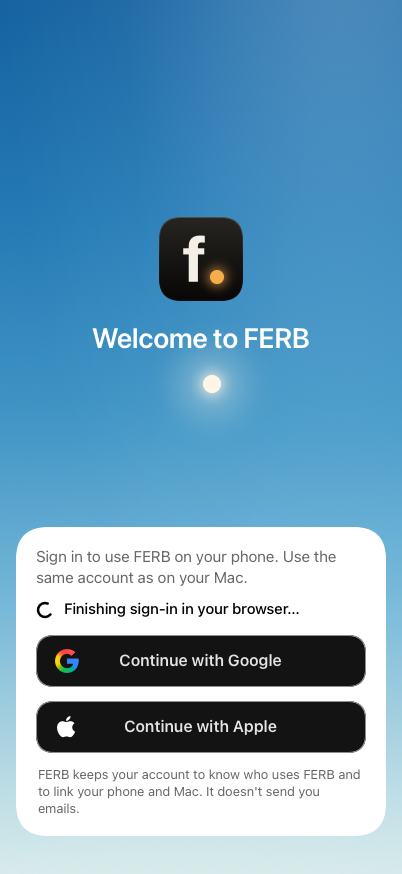 f.
Welcome to FERB
Sign in to use FERB on your phone. Use the
same account as on your Mac.
Finishing sign-in in your browser...
Continue with Google
Continue with Apple
FERB keeps your account to know who uses FERB and
to link your phone and Mac. It doesn't send you
emails.